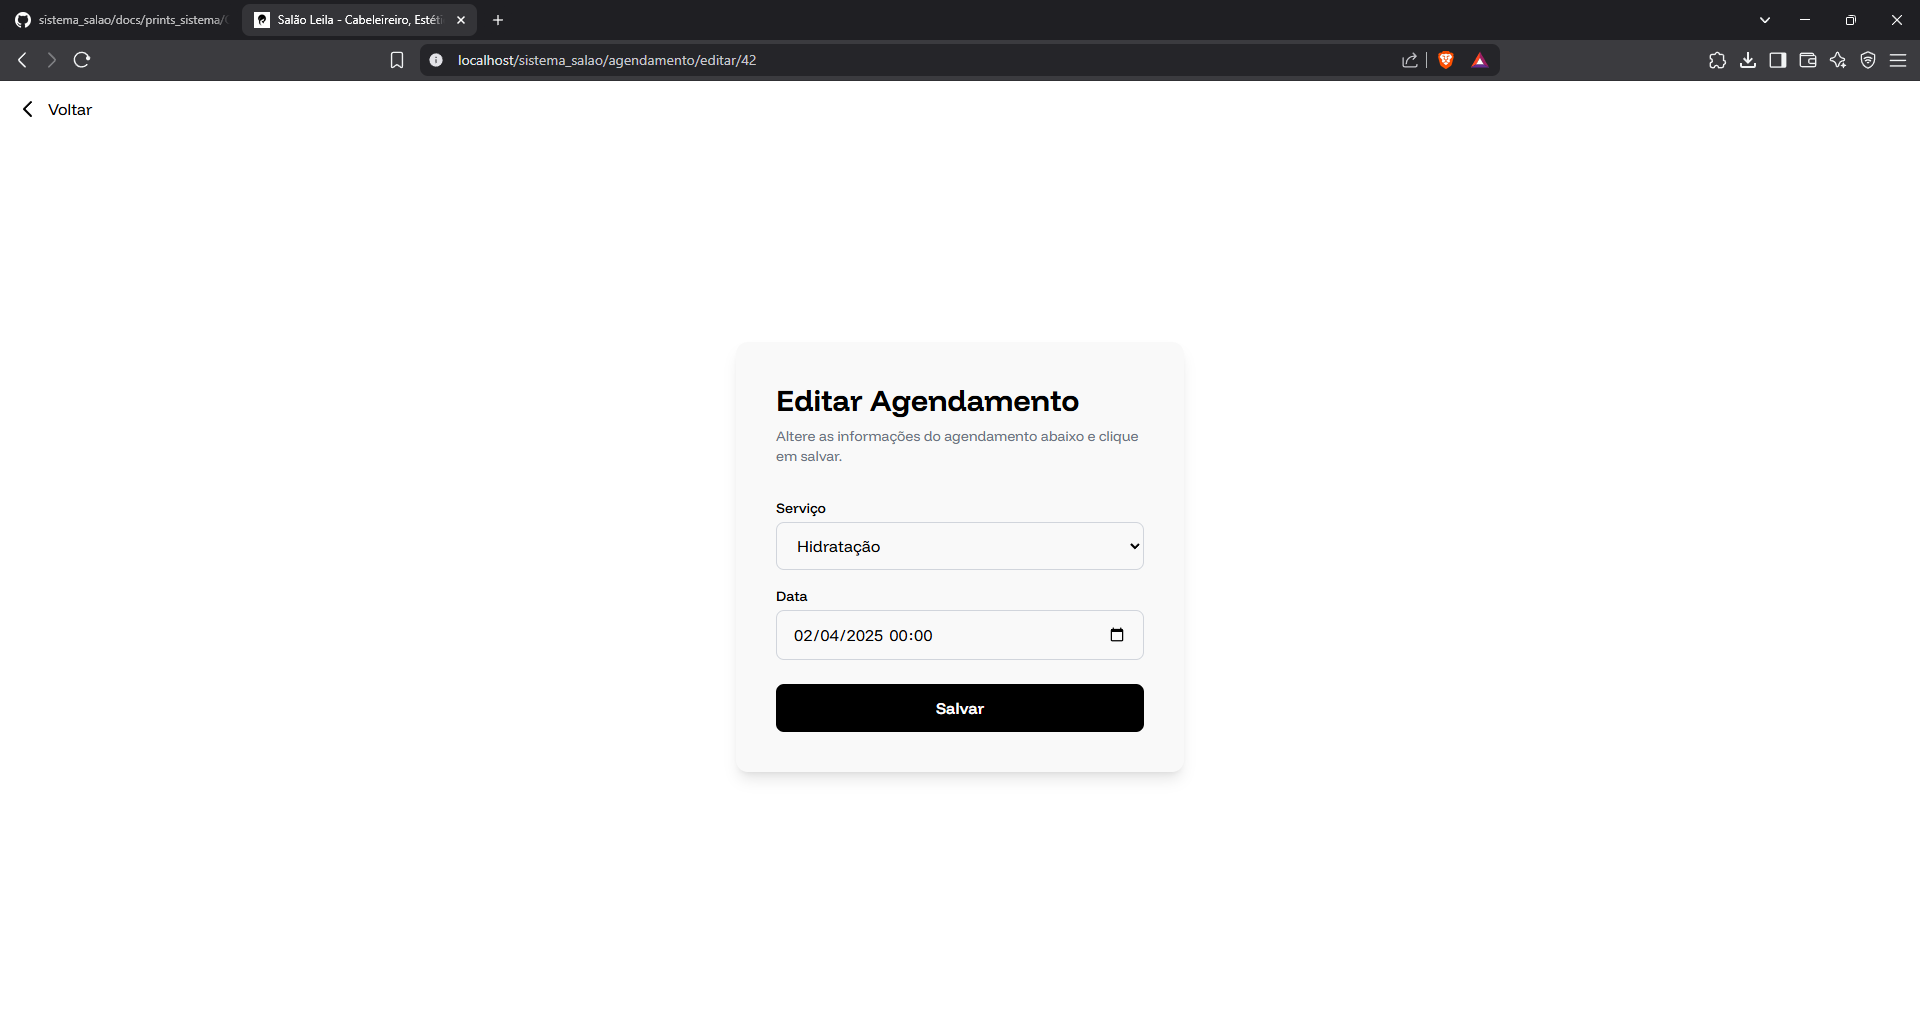 sistema_salao/docs/prints_sistema/
Salão Leila - Cabeleireiro, Estéti
localhost/sistema_salao/agendamento/editar/42
Voltar
Editar Agendamento
Altere as informações do agendamento abaixo e clique
em salvar.
Serviço
Hidratação
Data
02/04/2025 00:00
Salvar